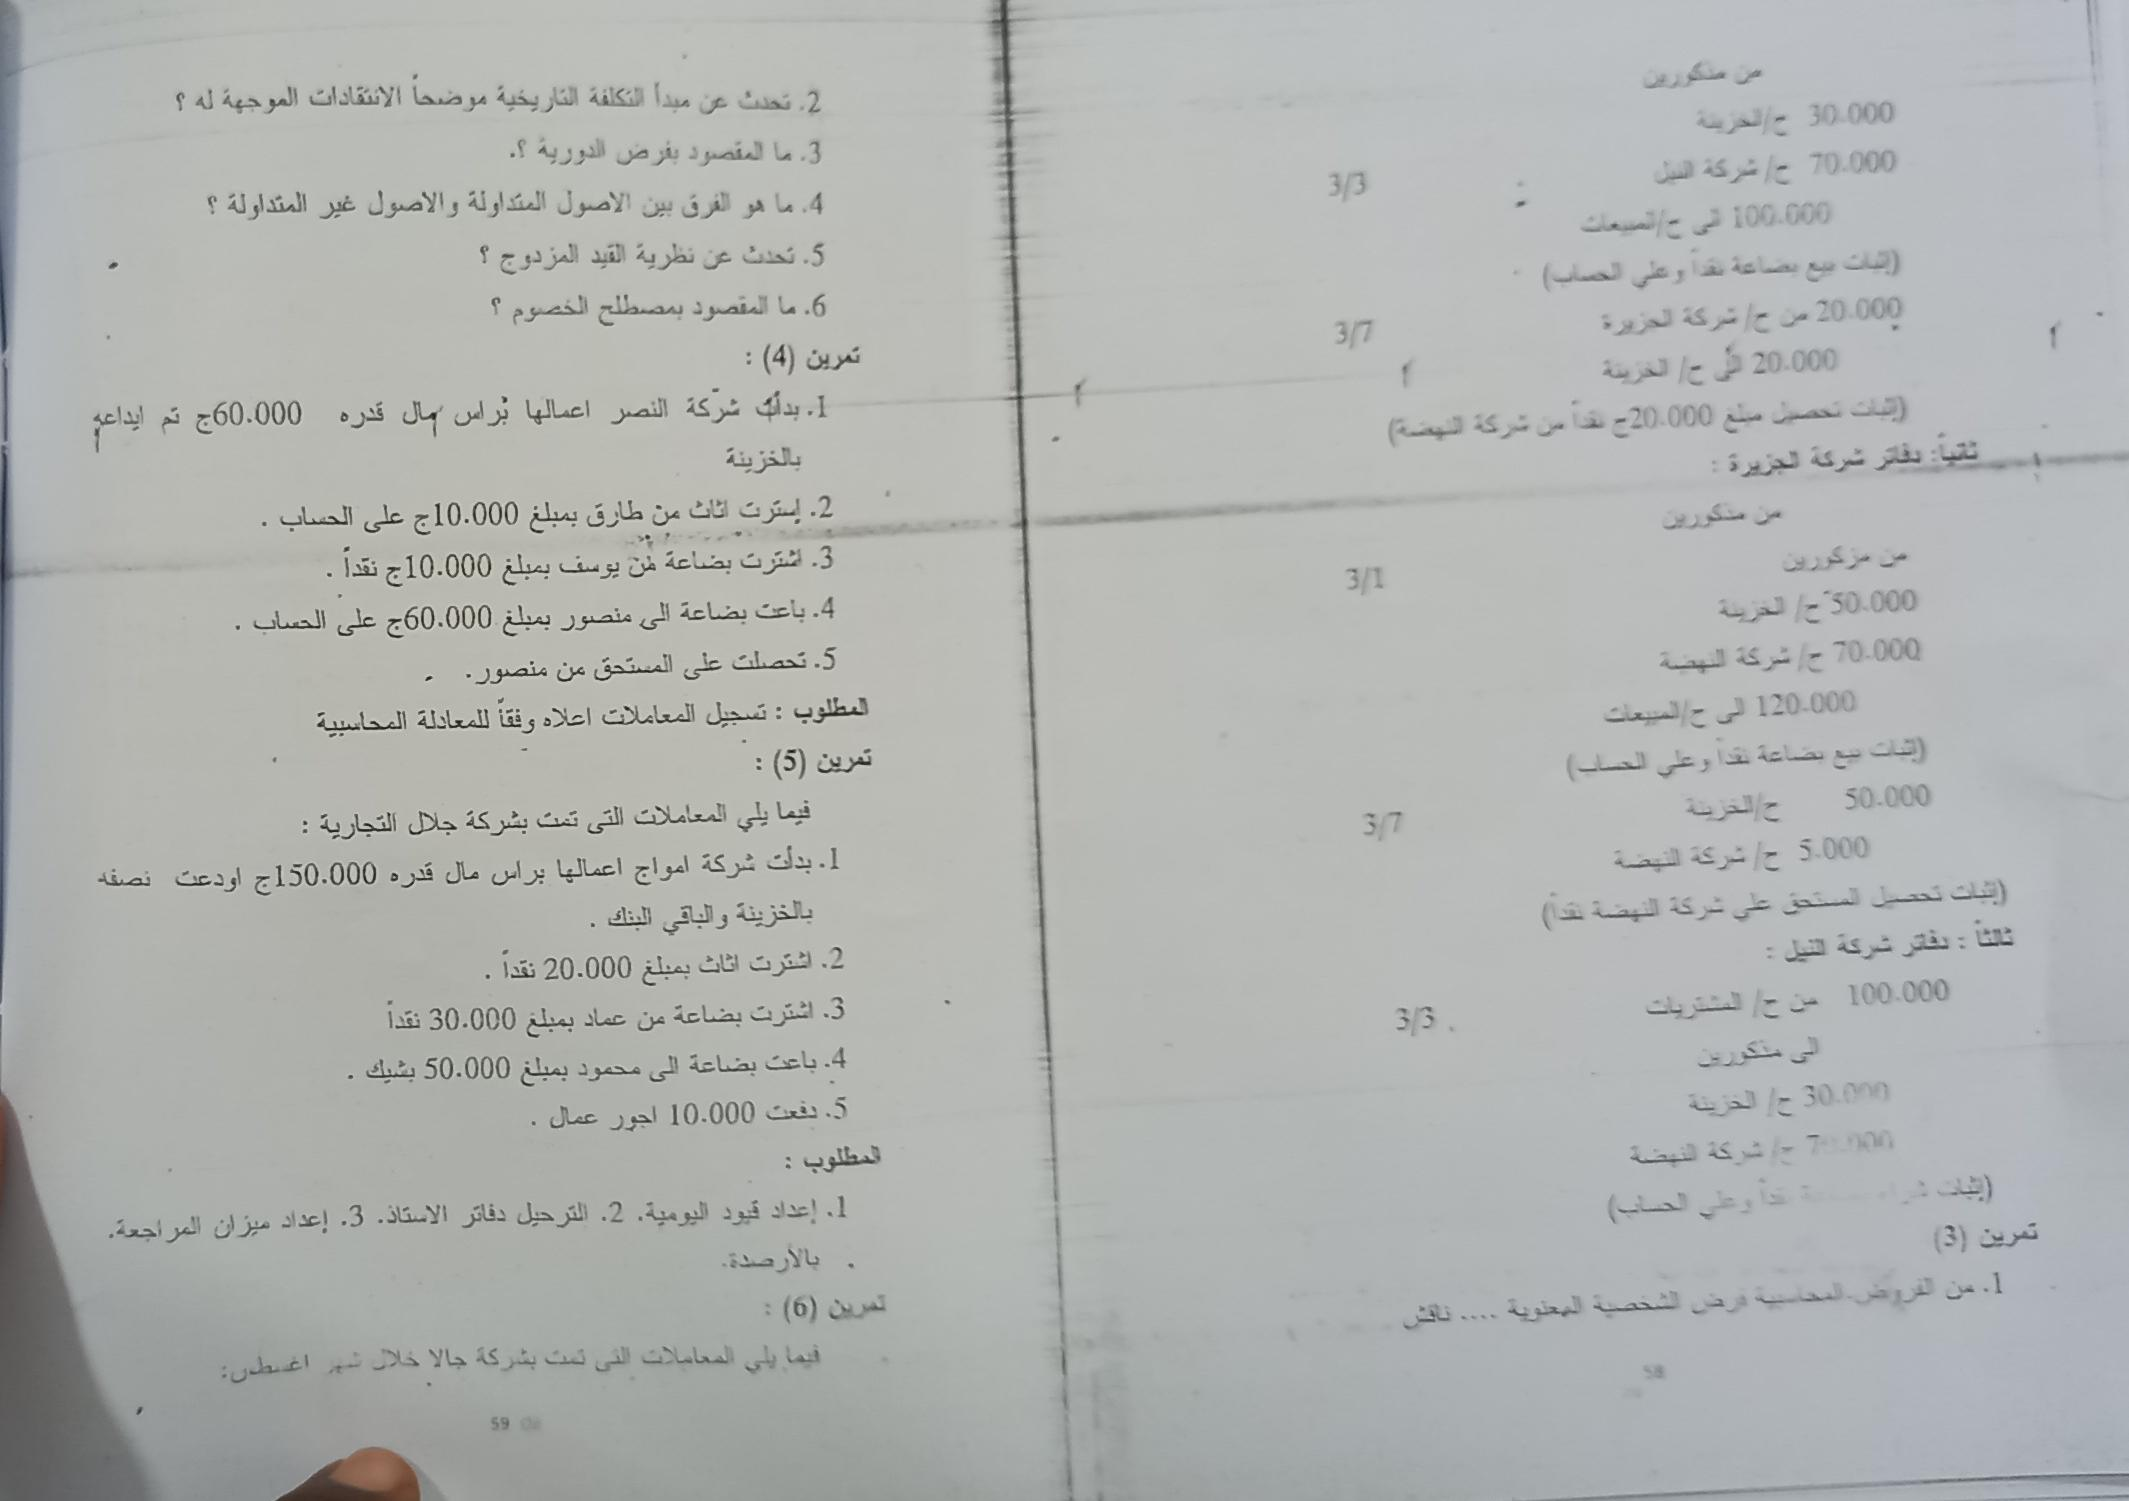 من مذكورين
30.000 ح/الخزينة
70.000 ح/ شركة النيل
3/3
100.000 الى ح/المبيعات
(إثبات بيع بضاعة نقداً وعلي الحساب)
20.000 من ح/ شركة الجزيرة
3/7
20.000 الى ح/ الخزينة
(إثبات تحصيل مبلغ 20.000ج نقداً من شركة النهضة)
ثانياً: دفاتر شركة الجزيرة :
من مذكورين
من مزكورين
3/1
50.000 ح/ الخزينة
70.000 ح/ شركة النهضة
120.000 الى ح/المبيعات
(إثبات بيع بضاعة نقداً وعلي الحساب)
50.000 ح/الخزينة
3/7
5.000 ح/ شركة النهضة
(إثبات تحصيل المستحق علي شركة النهضة نقداً)
ثالثاً : دفاتر شركة النيل :
100.000 من ح/ المشتريات
3/3
الى مذكورين
30.000 ح/ الخزينة
ح/ شركة النهضة
(إثبات شراء نقداً وعلي الحساب)
تمرين (3)
1. من الفروض المحاسبية فرض الشخصية المعنوية .... ناقش
58
2. تحدث عن مبدأ التكلفة التاريخية موضحاً الانتقادات الموجهة له ؟
3. ما المقصود بفرض الدورية ؟.
4. ما هو الفرق بين الاصول المتداولة والاصول غير المتداولة ؟
5. تحدث عن نظرية القيد المزدوج ؟
6. ما المقصود بمصطلح الخصوم ؟
تمرين (4) :
1. بدأت شركة النصر اعمالها براس مال قدره 60.000ج تم ايداعه
بالخزينة
2. إسترت اثاث من طارق بمبلغ 10.000ج على الحساب .
3. اشترت بضاعة من يوسف بمبلغ 10.000ج نقداً .
4. باعت بضاعة الى منصور بمبلغ 60.000ج على الحساب .
5. تحصلت على المستحق من منصور.
المطلوب : تسجيل المعاملات اعلاه وفقاً للمعادلة المحاسبية
تمرين (5) :
فيما يلي المعاملات التى تمت بشركة جلال التجارية :
1. بدأت شركة امواج اعمالها براس مال قدره 150.000ج اودعت نصفه
بالخزينة والباقي البنك .
2. اشترت اثاث بمبلغ 20.000 نقداً .
3. اشترت بضاعة من عماد بمبلغ 30.000 نقداً
4. باعت بضاعة الى محمود بمبلغ 50.000 بشيك .
5. دفعت 10.000 اجور عمال .
المطلوب :
1. إعداد قيود اليومية. 2. الترحيل دفاتر الاستاذ. 3. إعداد ميزان المراجعة.
بالأرصدة.
تمرين (6) :
فيما يلي المعاملات التى تمت بشركة جالا خلال شهر اغسطس:
59